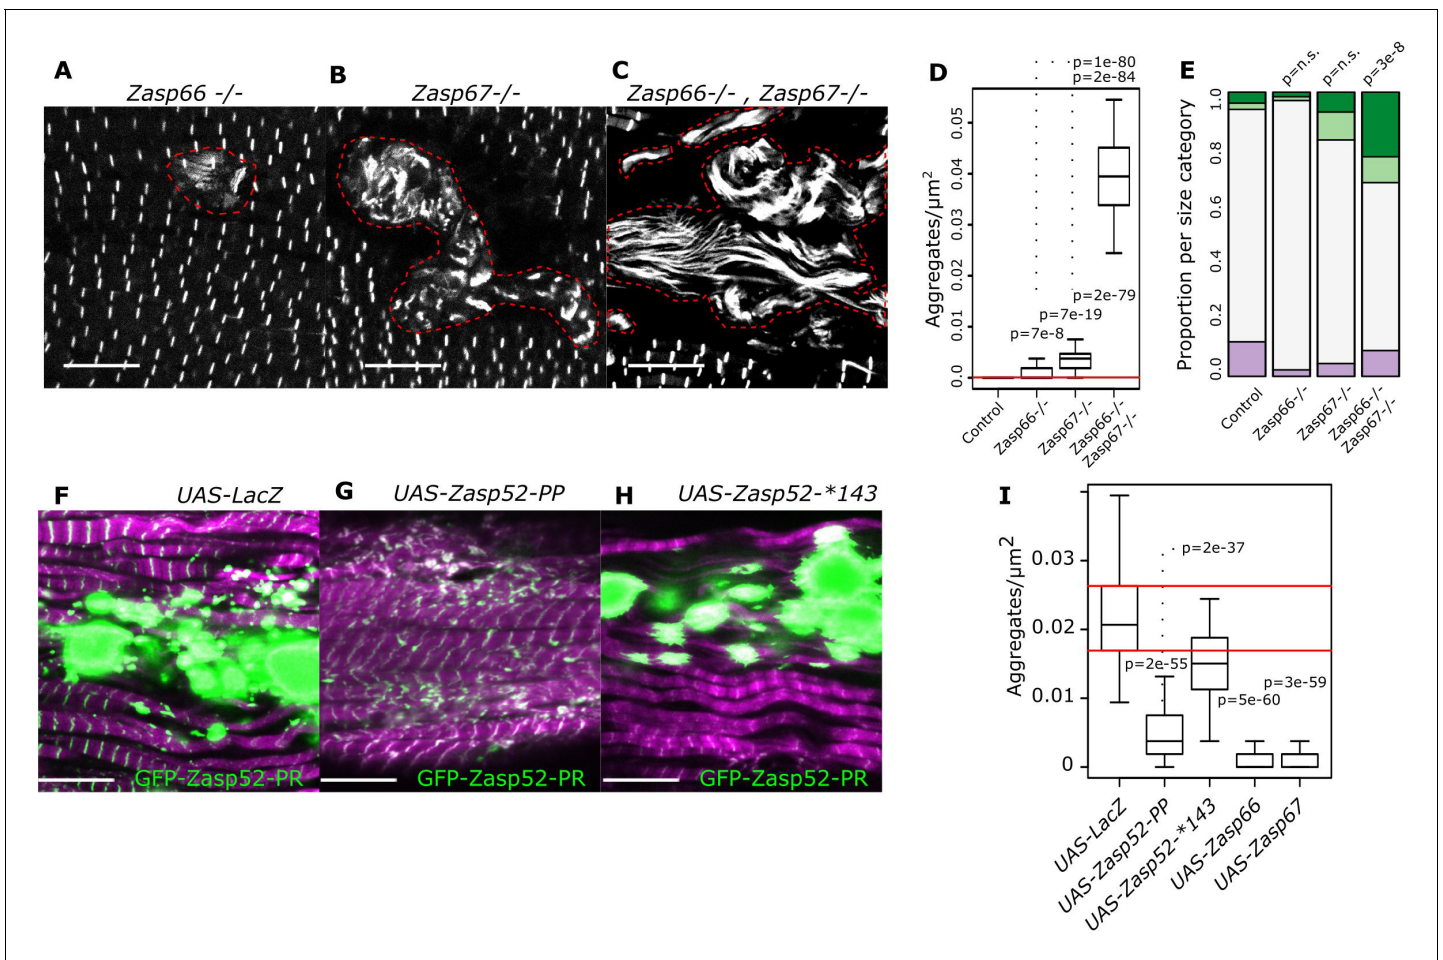 A
Zasp66 -/-
B
Zasp67-/-
C
Zasp66-/- , Zasp67-/-
D
p=1e-80
p=2e-84
p=2e-79
p=7e-19
p=7e-8
Aggregates/µm2
0.05
0.04
0.03
0.02
0.01
0.0
Control
Zasp66-/-
Zasp67-/-
Zasp66-/-
Zasp67-/-
E
p=n.s.
p=n.s.
p=3e-8
Proportion per size category
1.0
0.8
0.6
0.4
0.2
0.0
Control
Zasp66-/-
Zasp67-/-
Zasp66-/-
Zasp67-/-
F
UAS-LacZ
GFP-Zasp52-PR
G
UAS-Zasp52-PP
GFP-Zasp52-PR
H
UAS-Zasp52-*143
GFP-Zasp52-PR
I
Aggregates/µm2
0.03
0.02
0.01
0
p=2e-37
p=2e-55
p=3e-59
p=5e-60
UAS-LacZ
UAS-Zasp52-PP
UAS-Zasp52-*143
UAS-Zasp66
UAS-Zasp67